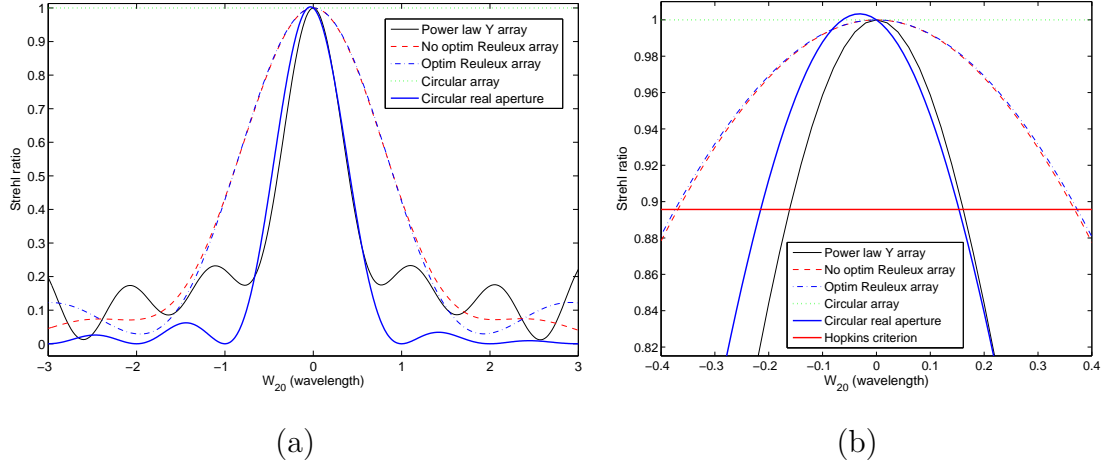 1
0.9
0.8
0.7
0.6
0.5
0.4
0.3
0.2
0.1
0
−3 −2 −1 0 1 2 3
Strehl ratio
W20 (wavelength)
Power law Y array
No optim Reuleux array
Optim Reuleux array
Circular array
Circular real aperture
(a)
1
0.98
0.96
0.94
0.92
0.9
0.88
0.86
0.84
0.82
−0.4 −0.3 −0.2 −0.1 0 0.1 0.2 0.3 0.4
Strehl ratio
W20 (wavelength)
Power law Y array
No optim Reuleux array
Optim Reuleux array
Circular array
Circular real aperture
Hopkins criterion
(b)